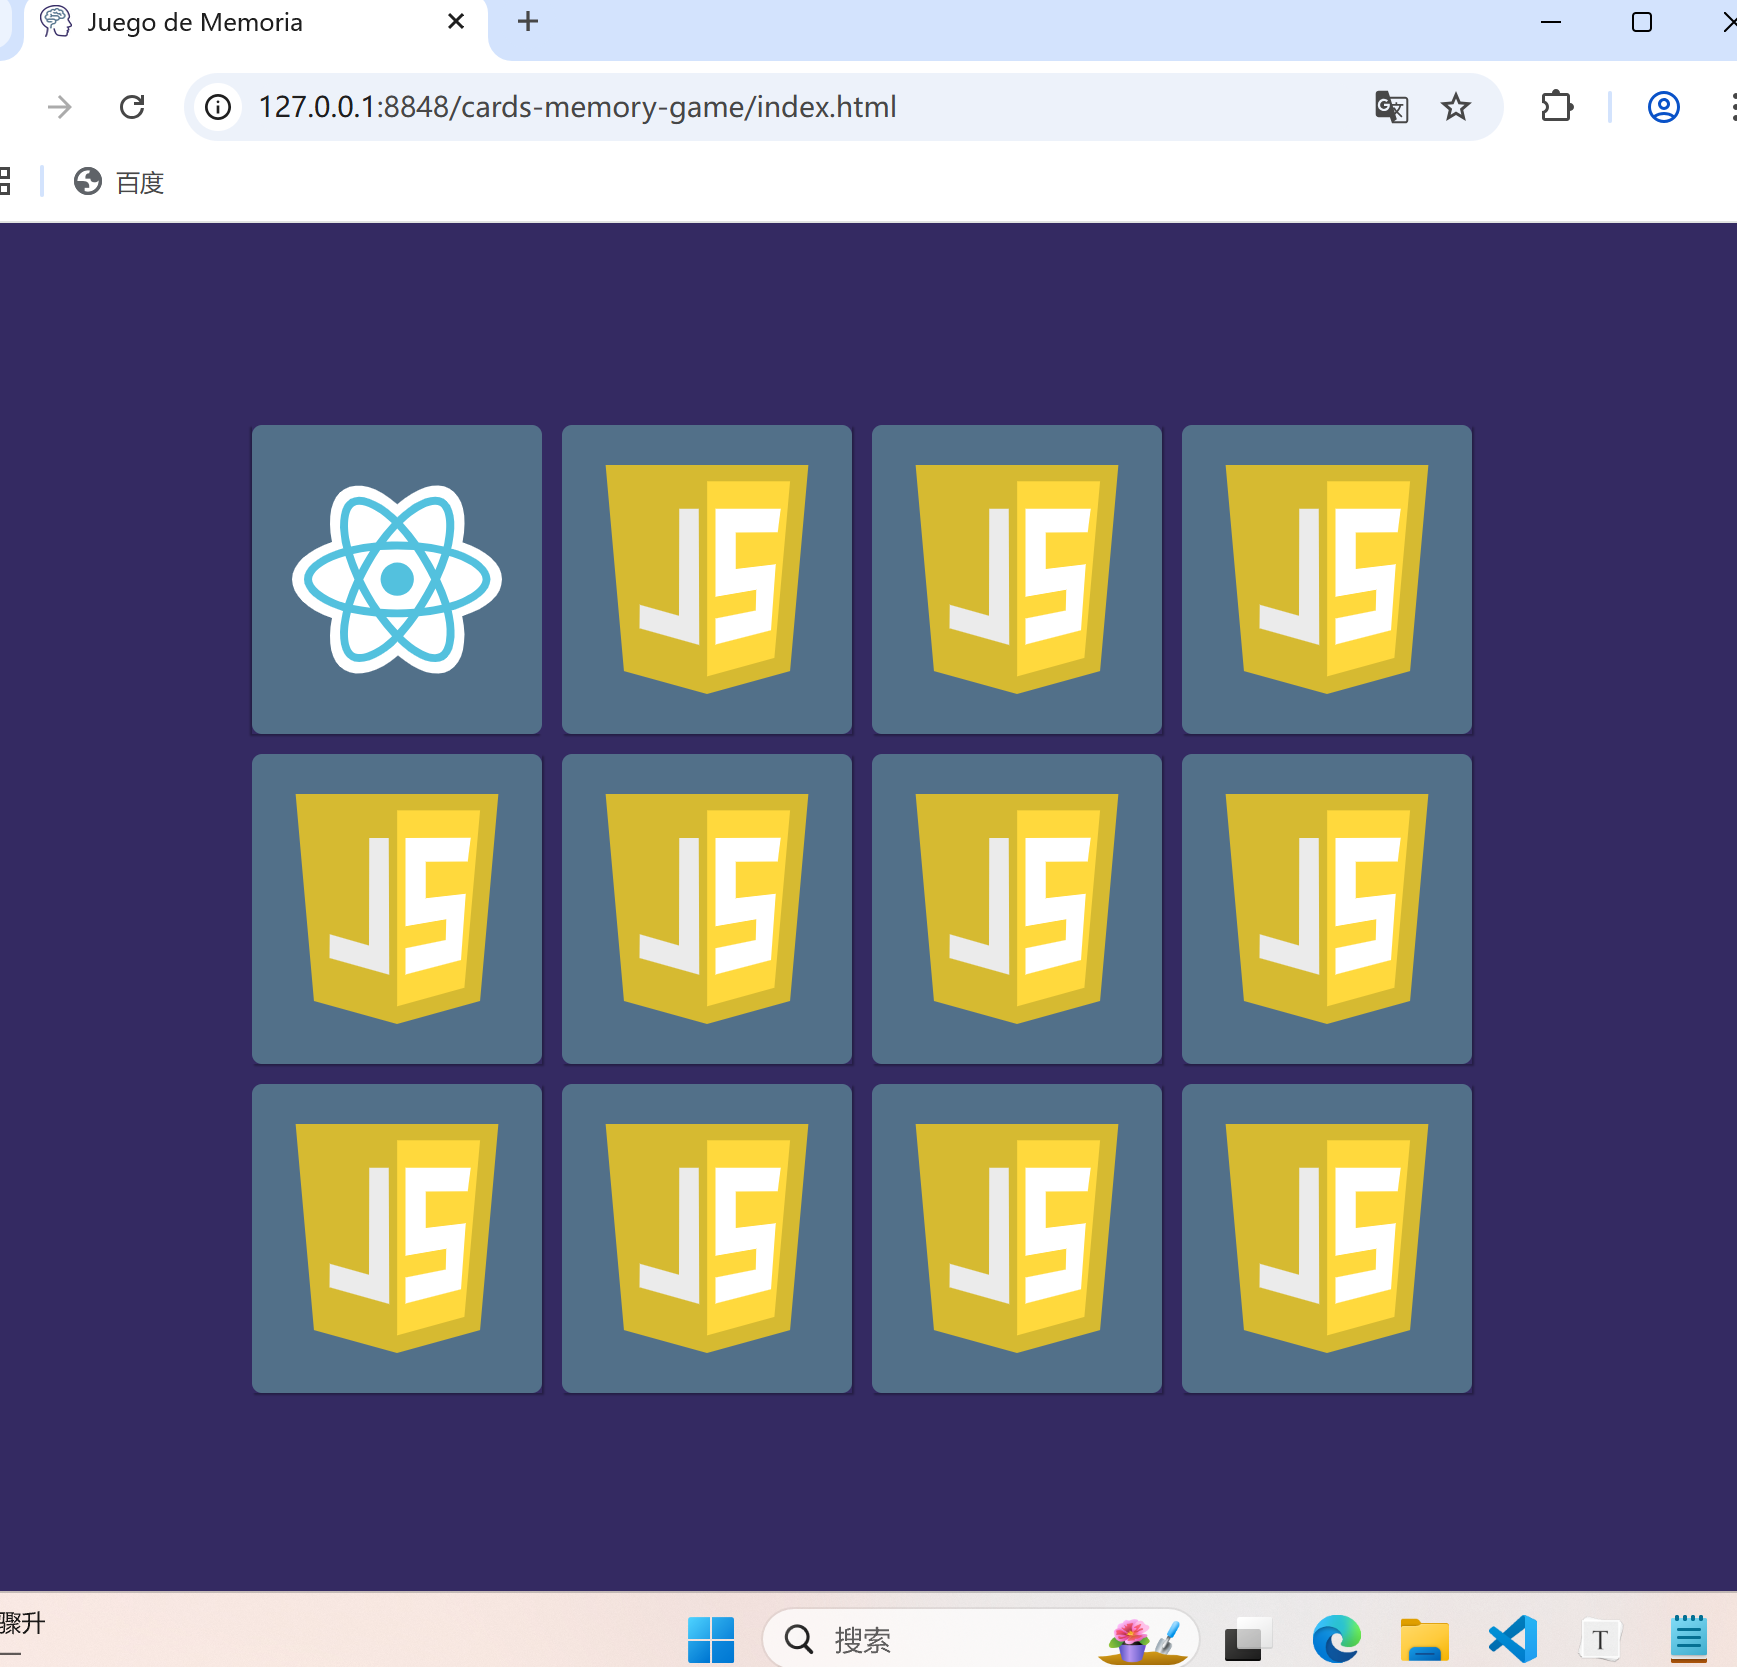 Juego de Memoria
127.0.0.1:8848/cards-memory-game/index.html
百度
JS JS JS
JS JS JS JS
JS JS JS JS
骤升
搜索
T